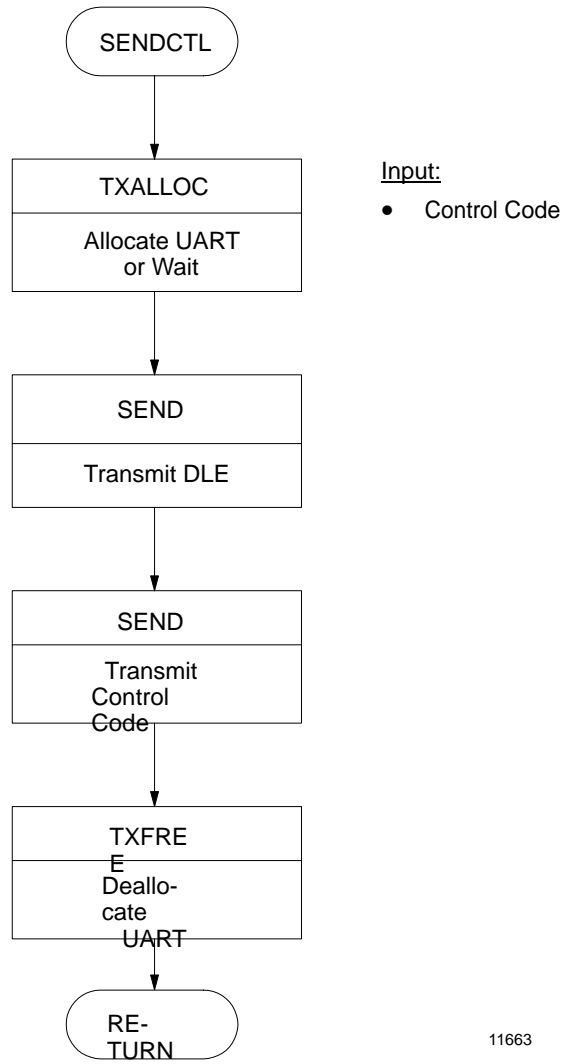 SENDCTL
TXALLOC
Allocate UART
or Wait
Input:
• Control Code
SEND
Transmit DLE
SEND
Transmit
Control
Code
TXFRE
E
Deallo-
cate
UART
RE-
TURN
11663